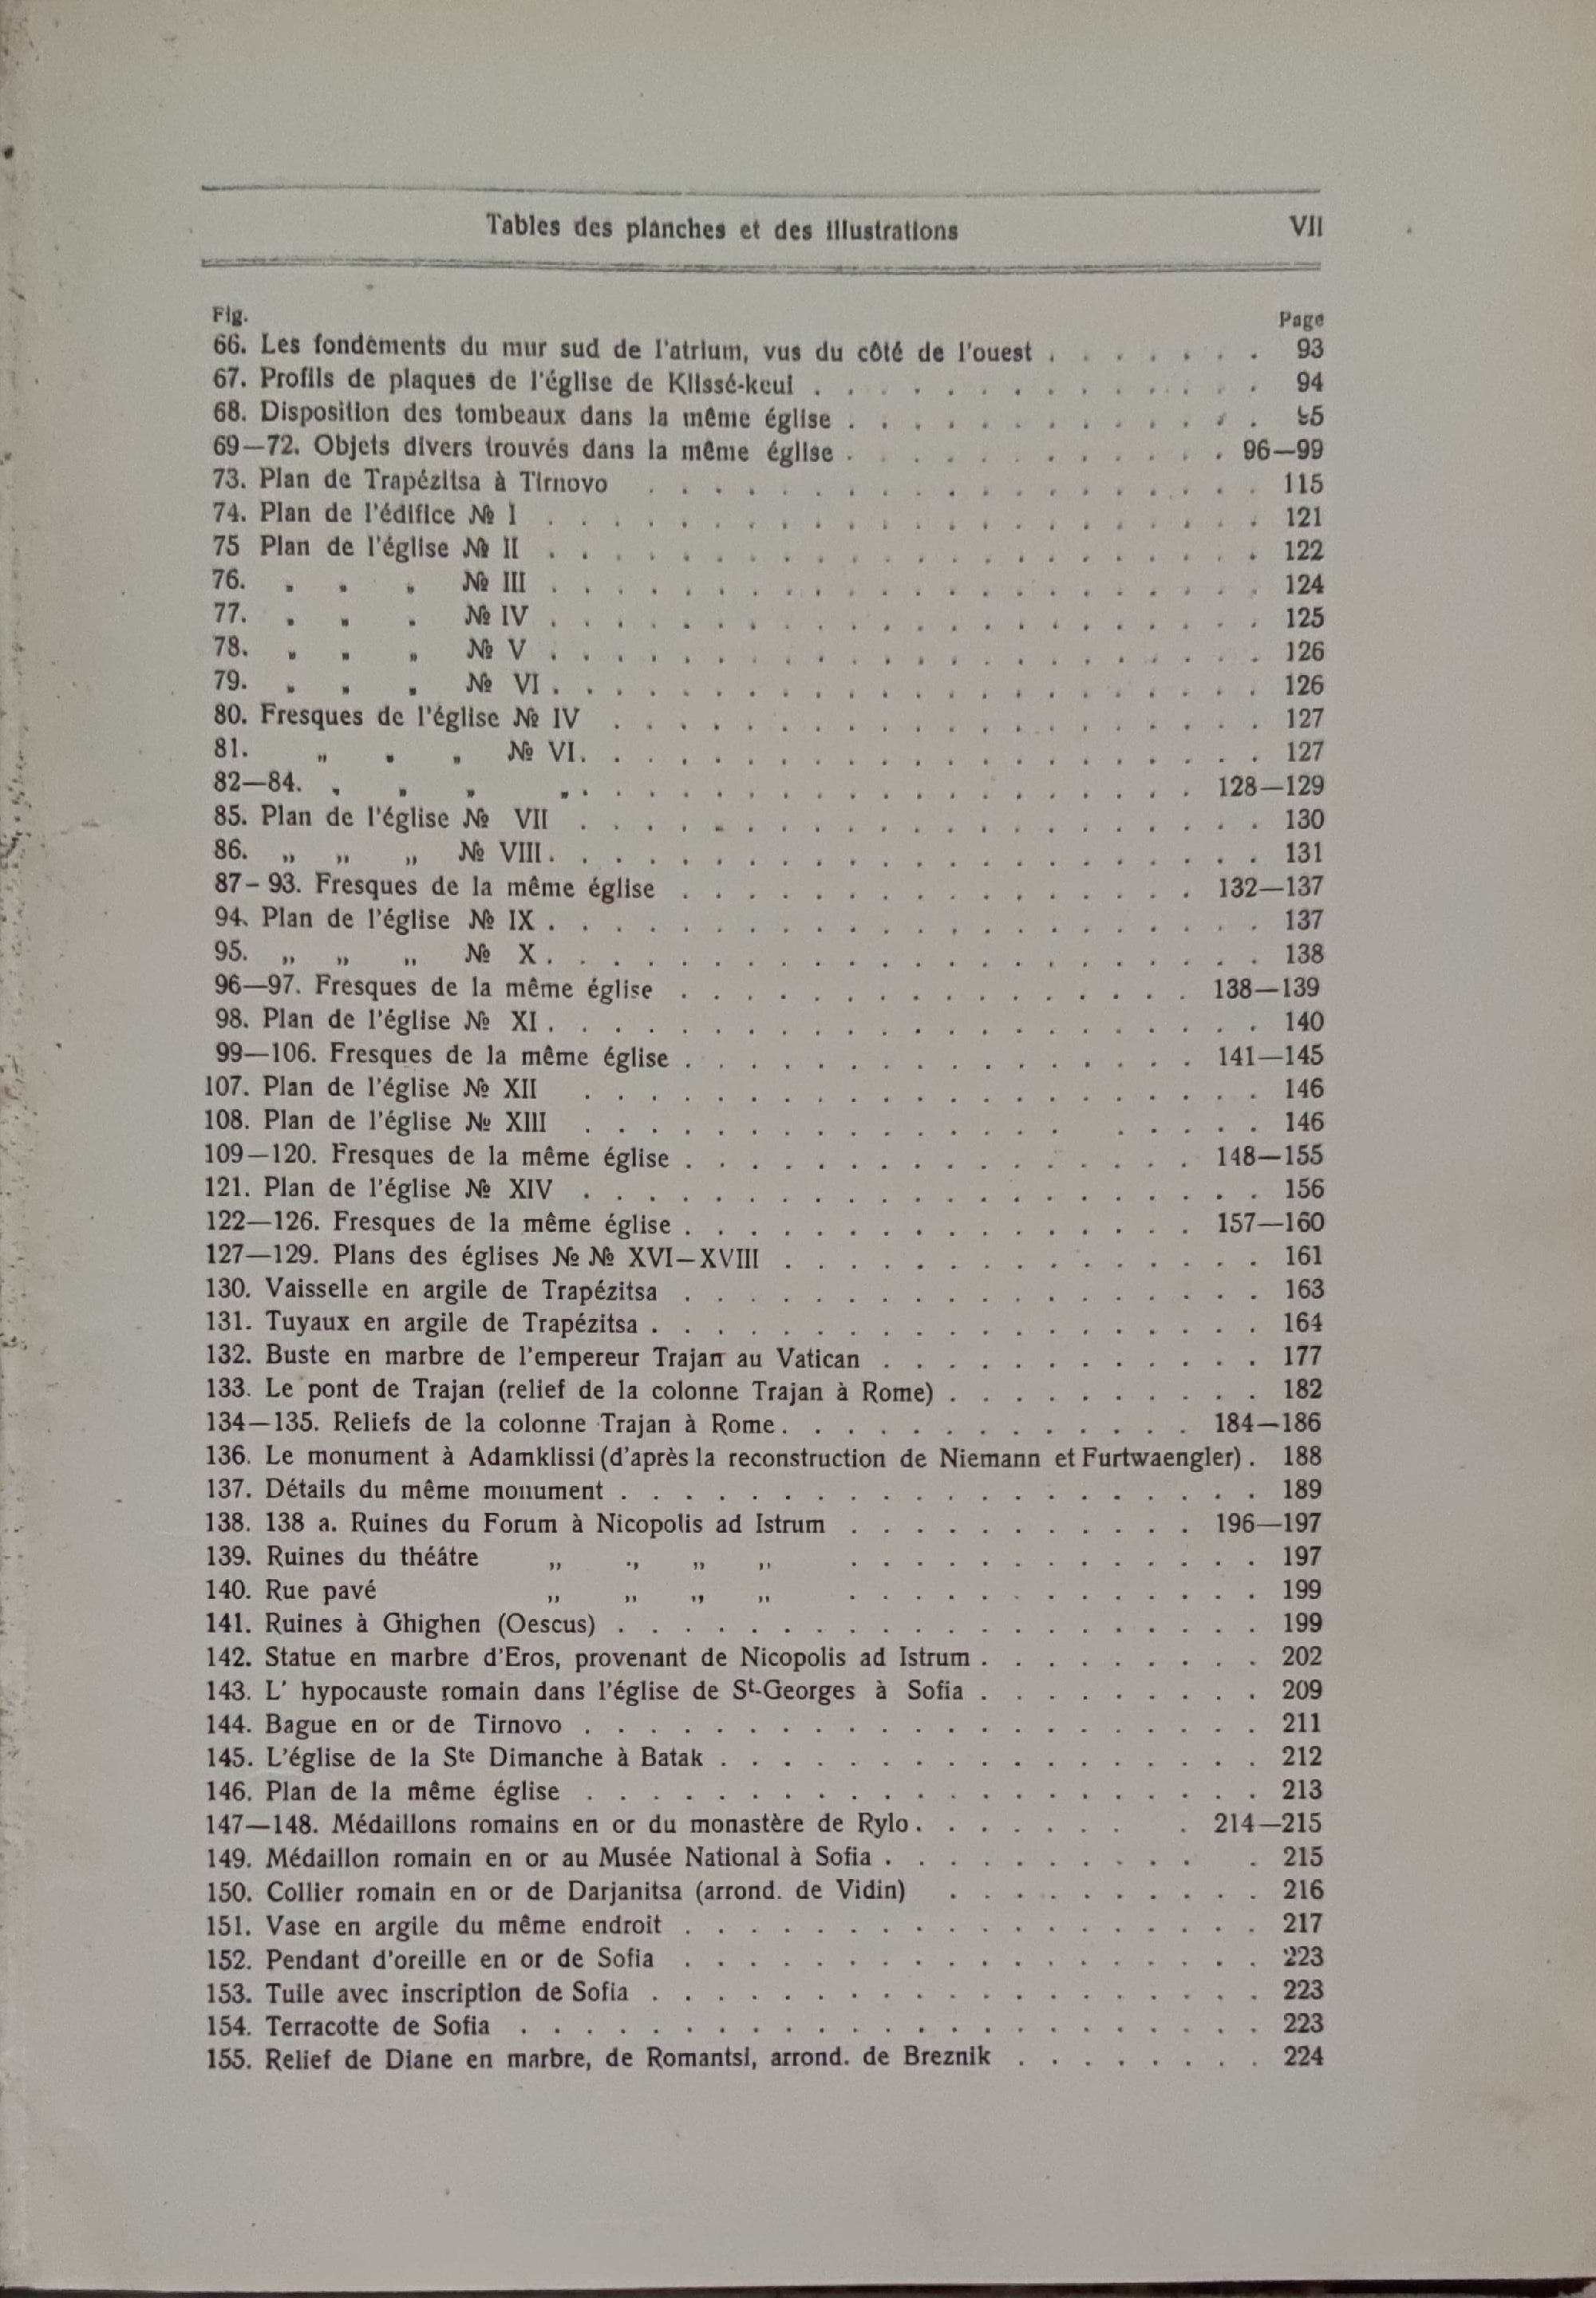 Tables des planches et des illustrations VII
Fig. Page
66. Les fondéments du mur sud de l'atrium, vus du côté de l'ouest . . . . . . . 93
67. Profils de plaques de l'église de Klissé-keui . . . . . . . . . . . . . . 94
68. Disposition des tombeaux dans la même église . . . . . . . . . . . . . 95
69—72. Objets divers trouvés dans la même église . . . . . . . . . . . . 96—99
73. Plan de Trapézitsa à Tirnovo . . . . . . . . . . . . . . . . . . . 115
74. Plan de l'édifice № I . . . . . . . . . . . . . . . . . . . . . . 121
75 Plan de l'église № II . . . . . . . . . . . . . . . . . . . . . . 122
76. „ „ „ № III . . . . . . . . . . . . . . . . . . . . . . 124
77. „ „ „ № IV . . . . . . . . . . . . . . . . . . . . . . 125
78. „ „ „ № V . . . . . . . . . . . . . . . . . . . . . . 126
79. „ „ „ № VI . . . . . . . . . . . . . . . . . . . . . . 126
80. Fresques de l'église № IV . . . . . . . . . . . . . . . . . . . . 127
81. „ „ „ № VI. . . . . . . . . . . . . . . . . . . . . 127
82—84. „ „ „ „ . . . . . . . . . . . . . . . . . . . 128—129
85. Plan de l'église № VII . . . . . . . . . . . . . . . . . . . . . 130
86. „ „ „ № VIII. . . . . . . . . . . . . . . . . . . . . . 131
87–93. Fresques de la même église . . . . . . . . . . . . . . . . 132—137
94. Plan de l'église № IX . . . . . . . . . . . . . . . . . . . . . . 137
95. „ „ „ № X . . . . . . . . . . . . . . . . . . . . . . 138
96—97. Fresques de la même église . . . . . . . . . . . . . . . . 138—139
98. Plan de l'église № XI . . . . . . . . . . . . . . . . . . . . . . 140
99—106. Fresques de la même église . . . . . . . . . . . . . . . . 141—145
107. Plan de l'église № XII . . . . . . . . . . . . . . . . . . . . . 146
108. Plan de l'église № XIII . . . . . . . . . . . . . . . . . . . . 146
109—120. Fresques de la même église . . . . . . . . . . . . . . . . 148—155
121. Plan de l'église № XIV . . . . . . . . . . . . . . . . . . . . . 156
122—126. Fresques de la même église . . . . . . . . . . . . . . . . 157—160
127—129. Plans des églises № № XVI—XVIII . . . . . . . . . . . . . . . 161
130. Vaisselle en argile de Trapézitsa . . . . . . . . . . . . . . . . . . 163
131. Tuyaux en argile de Trapézitsa . . . . . . . . . . . . . . . . . . . 164
132. Buste en marbre de l'empereur Trajan au Vatican . . . . . . . . . . . . 177
133. Le pont de Trajan (relief de la colonne Trajan à Rome) . . . . . . . . . . 182
134—135. Reliefs de la colonne Trajan à Rome. . . . . . . . . . . . . 184—186
136. Le monument à Adamklissi (d'après la reconstruction de Niemann et Furtwaengler) . 188
137. Détails du même monument . . . . . . . . . . . . . . . . . . . . 189
138. 138 a. Ruines du Forum à Nicopolis ad Istrum . . . . . . . . . . . 196—197
139. Ruines du théâtre „ „ „ „ . . . . . . . . . . . . . 197
140. Rue pavé „ „ „ „ . . . . . . . . . . . . . 199
141. Ruines à Ghighen (Oescus) . . . . . . . . . . . . . . . . . . . . 199
142. Statue en marbre d'Eros, provenant de Nicopolis ad Istrum . . . . . . . . . 202
143. L' hypocauste romain dans l'église de St-Georges à Sofia . . . . . . . . . 209
144. Bague en or de Tirnovo . . . . . . . . . . . . . . . . . . . . . 211
145. L'église de la Ste Dimanche à Batak . . . . . . . . . . . . . . . . . 212
146. Plan de la même église . . . . . . . . . . . . . . . . . . . . . 213
147—148. Médaillons romains en or du monastère de Rylo . . . . . . . . 214—215
149. Médaillon romain en or au Musée National à Sofia . . . . . . . . . . . 215
150. Collier romain en or de Darjanitsa (arrond. de Vidin) . . . . . . . . . . 216
151. Vase en argile du même endroit . . . . . . . . . . . . . . . . . . 217
152. Pendant d'oreille en or de Sofia . . . . . . . . . . . . . . . . . . 223
153. Tuile avec inscription de Sofia . . . . . . . . . . . . . . . . . . . 223
154. Terracotte de Sofia . . . . . . . . . . . . . . . . . . . . . . . 223
155. Relief de Diane en marbre, de Romantsi, arrond. de Breznik . . . . . . . . 224